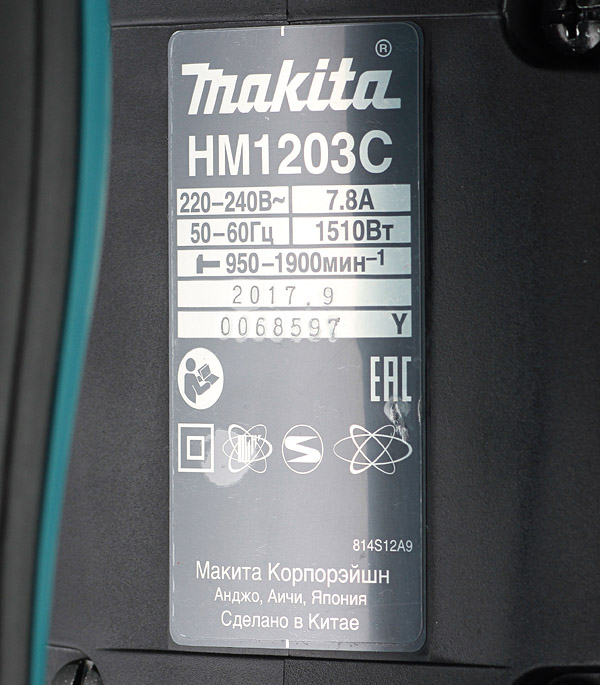 makita ®
HM1203C
220–240В~ 7.8А
50–60Гц 1510Вт
950–1900мин⁻¹
2017.9
0068597 Y
EAC
814S12A9
Макита Корпорэйшн
Анджо, Аичи, Япония
Сделано в Китае